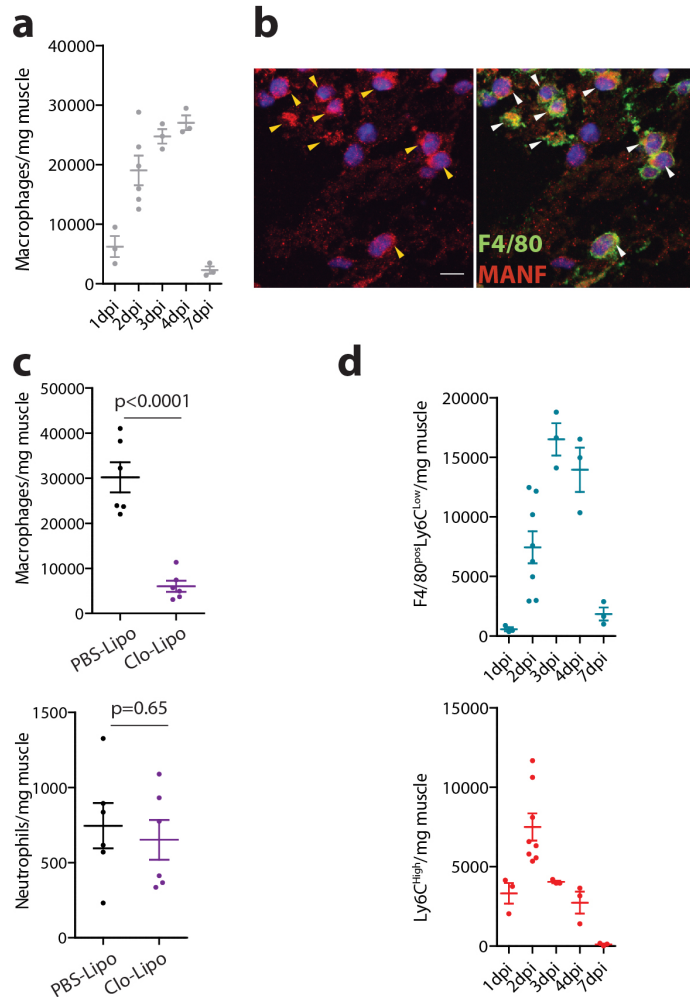 a
Macrophages/mg muscle
40000
30000
20000
10000
0
1dpi
2dpi
3dpi
4dpi
7dpi
b
F4/80
MANF
c
Macrophages/mg muscle
50000
40000
30000
20000
10000
0
p<0.0001
PBS-Lipo
Clo-Lipo
Neutrophils/mg muscle
1500
1000
500
0
p=0.65
PBS-Lipo
Clo-Lipo
d
F4/80posLy6CLow/mg muscle
20000
15000
10000
5000
0
1dpi
2dpi
3dpi
4dpi
7dpi
Ly6CHigh/mg muscle
15000
10000
5000
0
1dpi
2dpi
3dpi
4dpi
7dpi